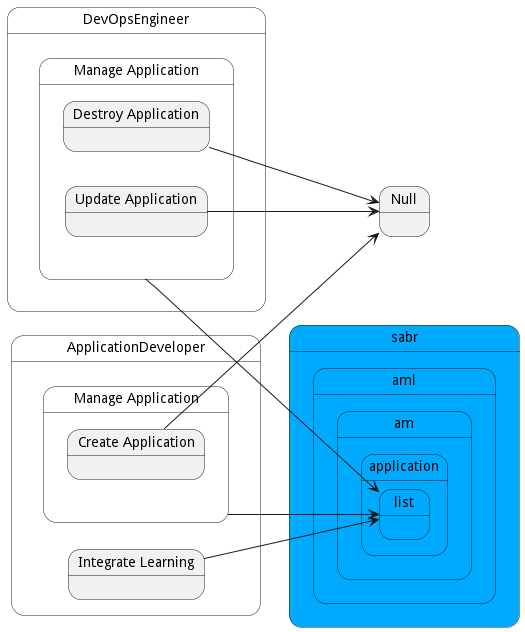 DevOpsEngineer
Manage Application
Destroy Application
Update Application
Null
ApplicationDeveloper
Manage Application
Create Application
Integrate Learning
sabr
aml
am
application
list